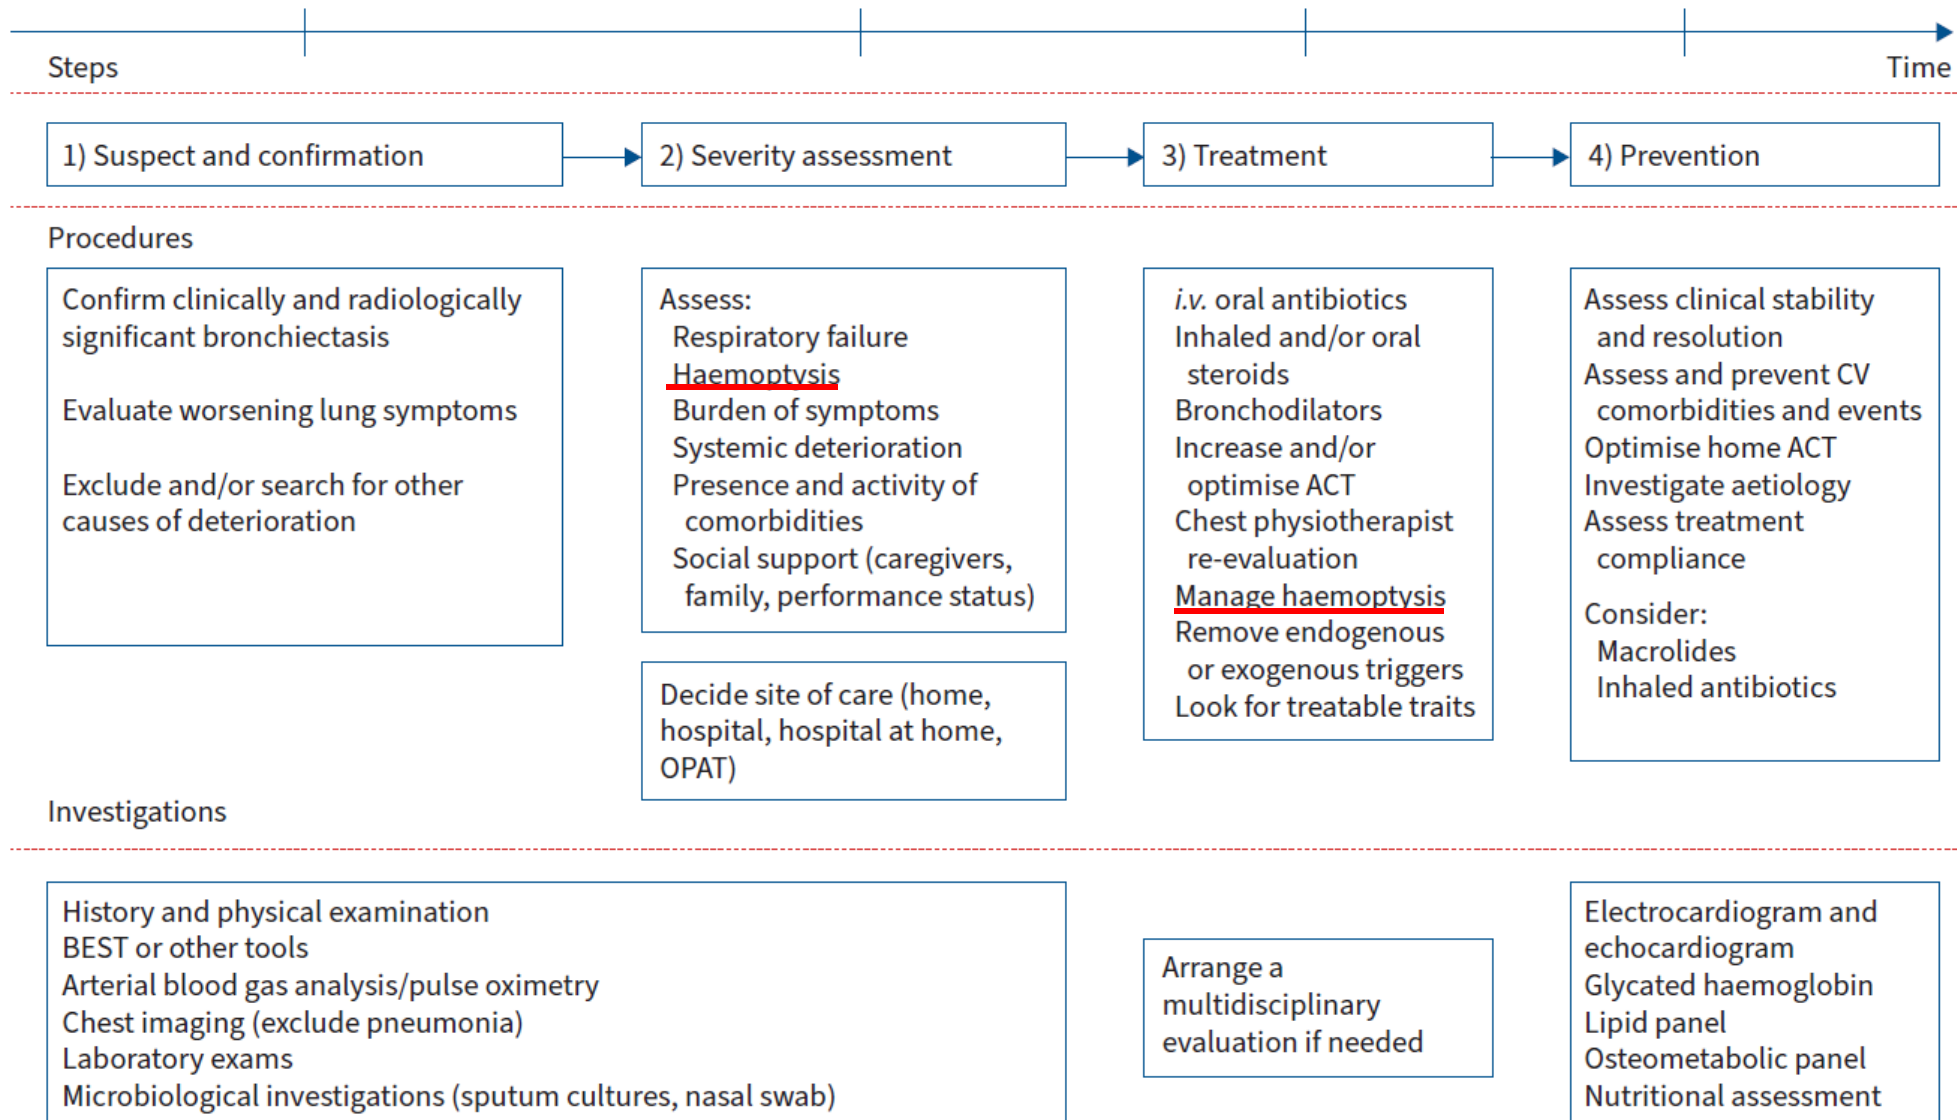 Steps
Time
1) Suspect and confirmation
2) Severity assessment
3) Treatment
4) Prevention
Procedures
Confirm clinically and radiologically
significant bronchiectasis
Evaluate worsening lung symptoms
Exclude and/or search for other
causes of deterioration
Assess:
Respiratory failure
Haemoptysis
Burden of symptoms
Systemic deterioration
Presence and activity of
comorbidities
Social support (caregivers,
family, performance status)
Decide site of care (home,
hospital, hospital at home,
OPAT)
i.v. oral antibiotics
Inhaled and/or oral
steroids
Bronchodilators
Increase and/or
optimise ACT
Chest physiotherapist
re-evaluation
Manage haemoptysis
Remove endogenous
or exogenous triggers
Look for treatable traits
Assess clinical stability
and resolution
Assess and prevent CV
comorbidities and events
Optimise home ACT
Investigate aetiology
Assess treatment
compliance
Consider:
Macrolides
Inhaled antibiotics
Investigations
History and physical examination
BEST or other tools
Arterial blood gas analysis/pulse oximetry
Chest imaging (exclude pneumonia)
Laboratory exams
Microbiological investigations (sputum cultures, nasal swab)
Arrange a
multidisciplinary
evaluation if needed
Electrocardiogram and
echocardiogram
Glycated haemoglobin
Lipid panel
Osteometabolic panel
Nutritional assessment